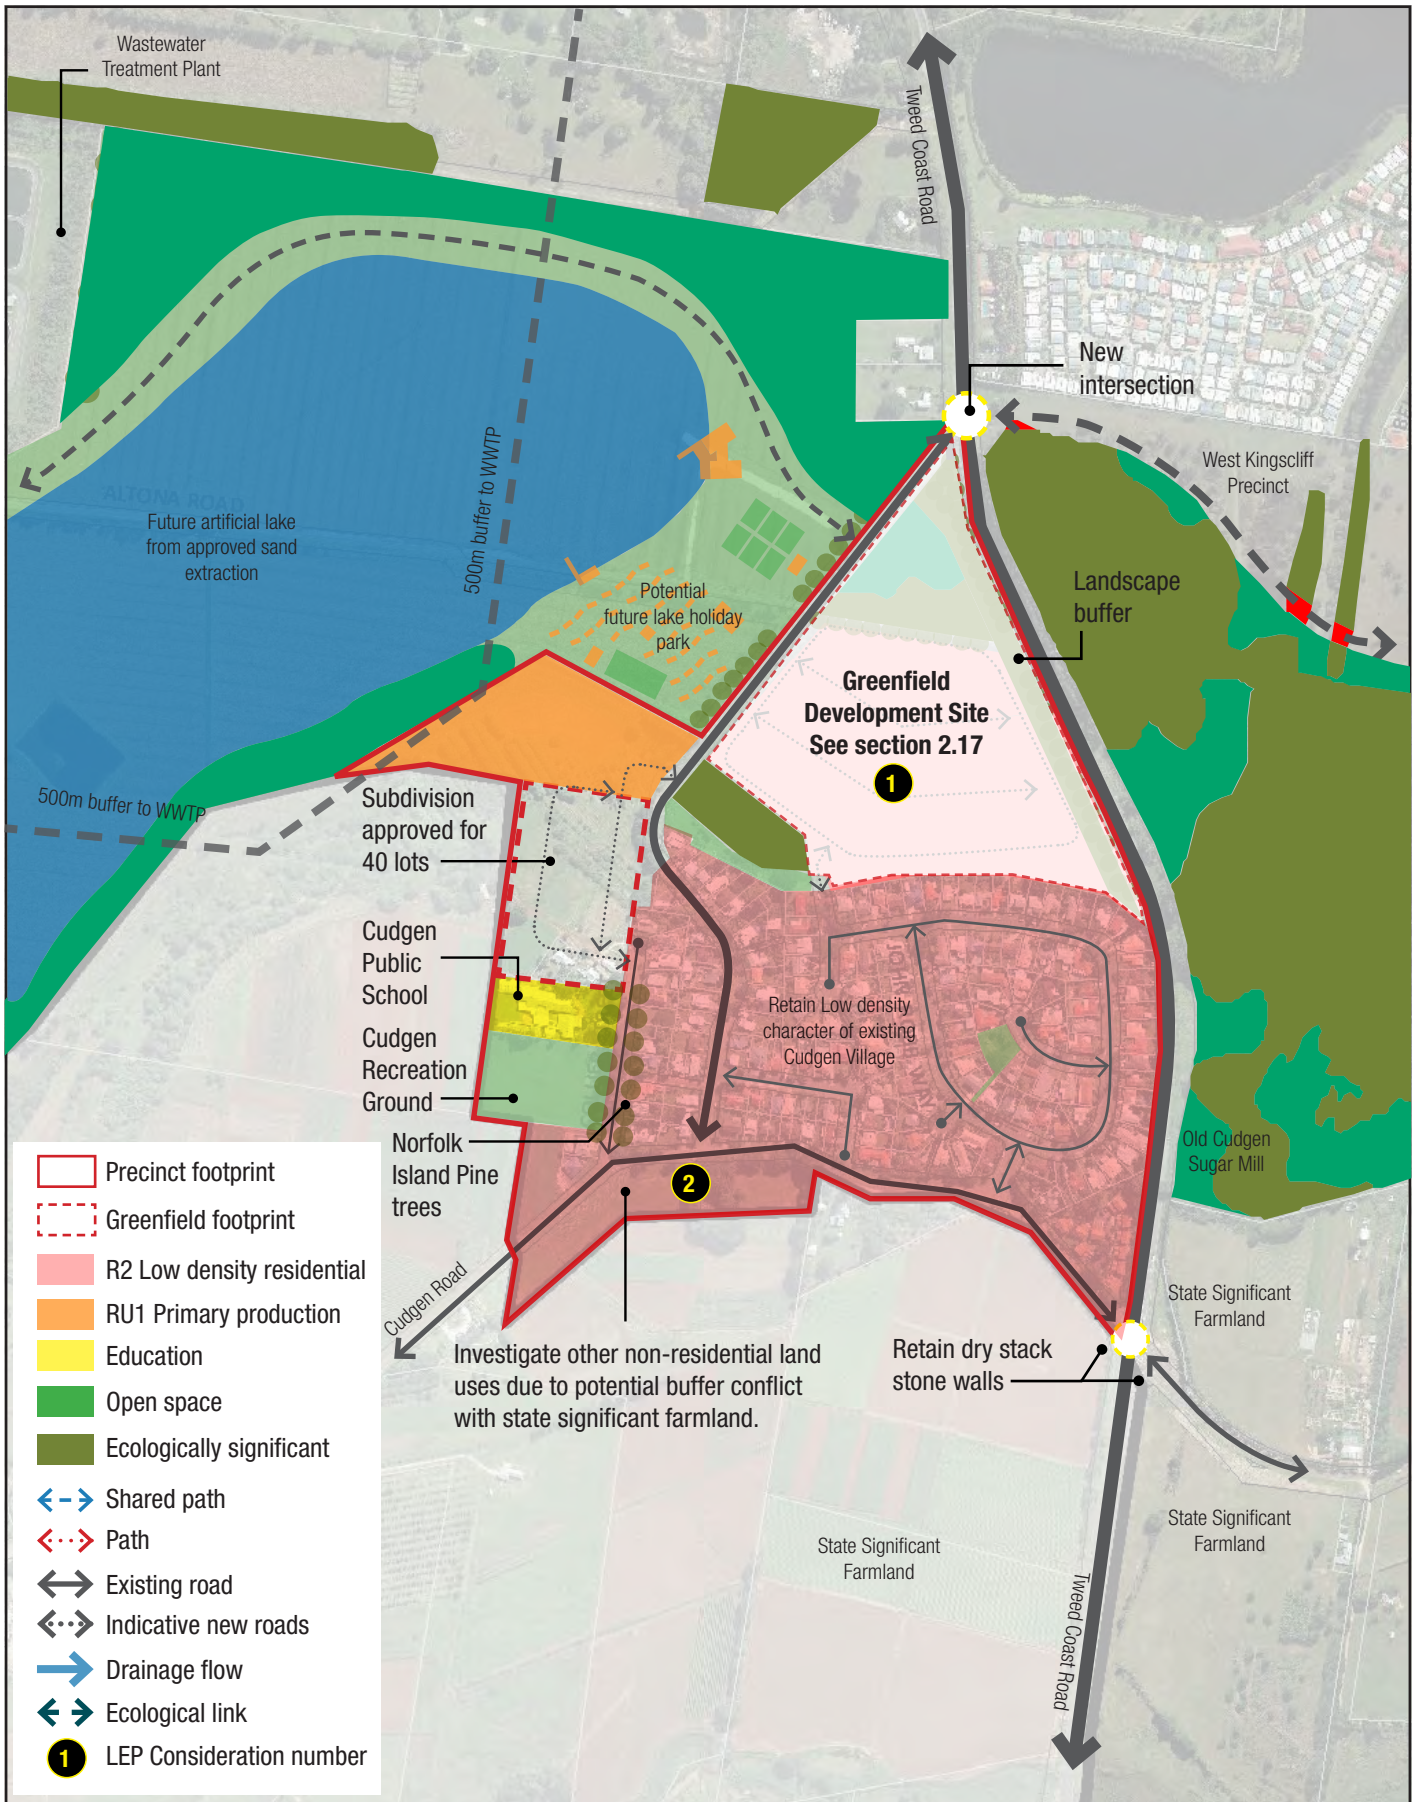 Wastewater
Treatment Plant
Tweed Coast Road
New
intersection
West Kingscliff
Precinct
500m buffer to WWTP
ALTONA ROAD
Future artificial lake
from approved sand
extraction
Potential
future lake holiday
park
Landscape
buffer
Greenfield
Development Site
See section 2.17
1
500m buffer to WWTP
Subdivision
approved for
40 lots
Cudgen
Public
School
Cudgen
Recreation
Ground
Norfolk
Island Pine
trees
Retain Low density
character of existing
Cudgen Village
JOHN
WAY
Old Cudgen
Sugar Mill
2
Cudgen Road
Investigate other non-residential land
uses due to potential buffer conflict
with state significant farmland.
Retain dry stack
stone walls
State Significant
Farmland
State Significant
Farmland
State Significant
Farmland
Tweed Coast Road
Precinct footprint
Greenfield footprint
R2 Low density residential
RU1 Primary production
Education
Open space
Ecologically significant
Shared path
Path
Existing road
Indicative new roads
Drainage flow
Ecological link
1 LEP Consideration number